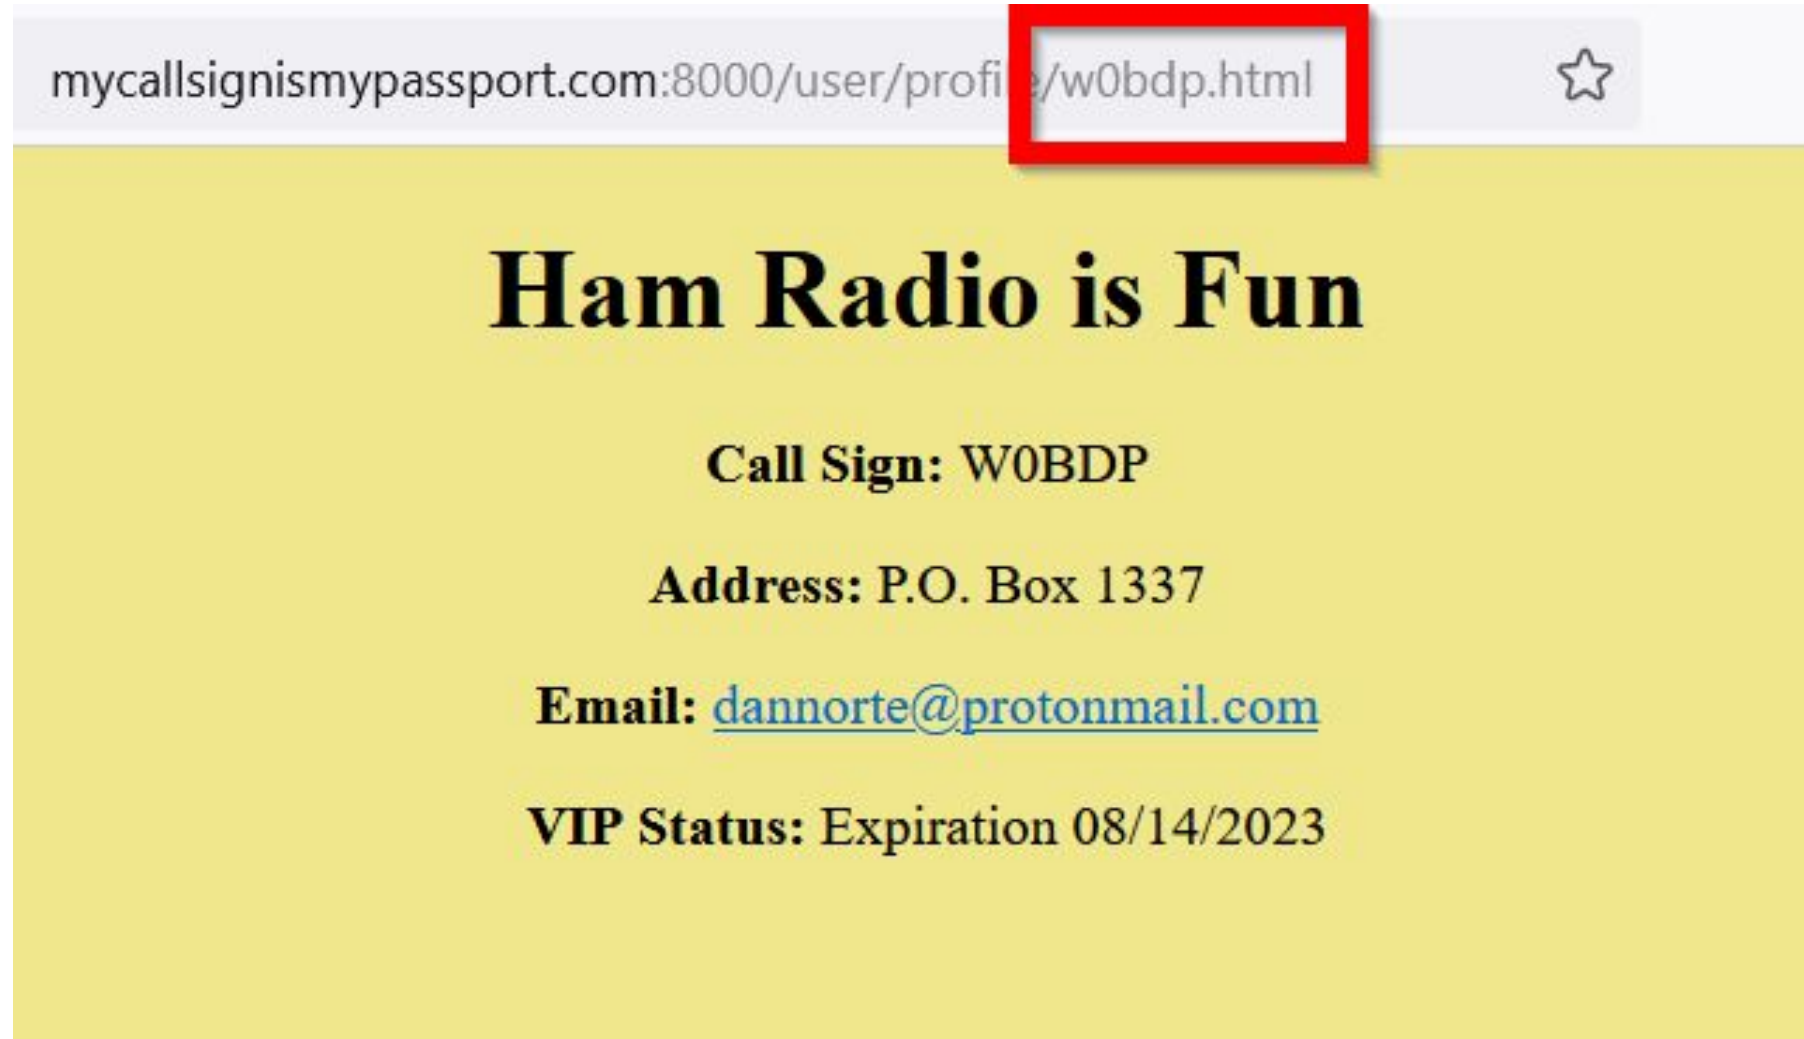 mycallsignismypassport.com:8000/user/profile/w0bdp.html
Ham Radio is Fun
Call Sign: W0BDP
Address: P.O. Box 1337
Email: dannorte@protonmail.com
VIP Status: Expiration 08/14/2023